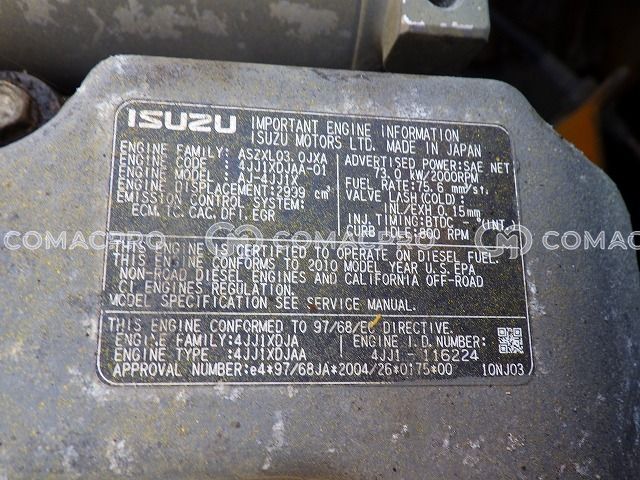 ISUZU
IMPORTANT ENGINE INFORMATION
ISUZU MOTORS LTD. MADE IN JAPAN
ENGINE FAMILY: ASZXL03.0JXA
ENGINE CODE: AJ-1XDJAA-01
ENGINE MODEL: AJ-4JJ1X
ENGINE DISPLACEMENT:2999 cm³
EMISSION CONTROL SYSTEM:
ECM, TC, CAC, DFT, EGR
ADVERTISED POWER:SAE NET
73.0 kW/2000RPM
FUEL RATE:75.6 mm³/st.
VALVE LASH(COLD):
IN/EXH 0.15mm
INJ. TIMING:BTDC
CURB IDLE:800 RPM
THIS ENGINE IS CERTIFIED TO OPERATE ON DIESEL FUEL.
THIS ENGINE CONFORMS TO 2010 MODEL YEAR U.S.EPA
NON-ROAD DIESEL ENGINES AND CALIFORNIA OFF-ROAD
CI ENGINES REGULATION.
MODEL SPECIFICATION SEE SERVICE MANUAL.
THIS ENGINE CONFORMED TO 97/68/EC DIRECTIVE.
ENGINE FAMILY:4JJ1XDJA
ENGINE TYPE :4JJ1XDJAA
ENGINE I.D.NUMBER:
4JJ1 - 116224
APPROVAL NUMBER:e4*97/68JA*2004/26*0175*00
10NJ03
COMACPRO